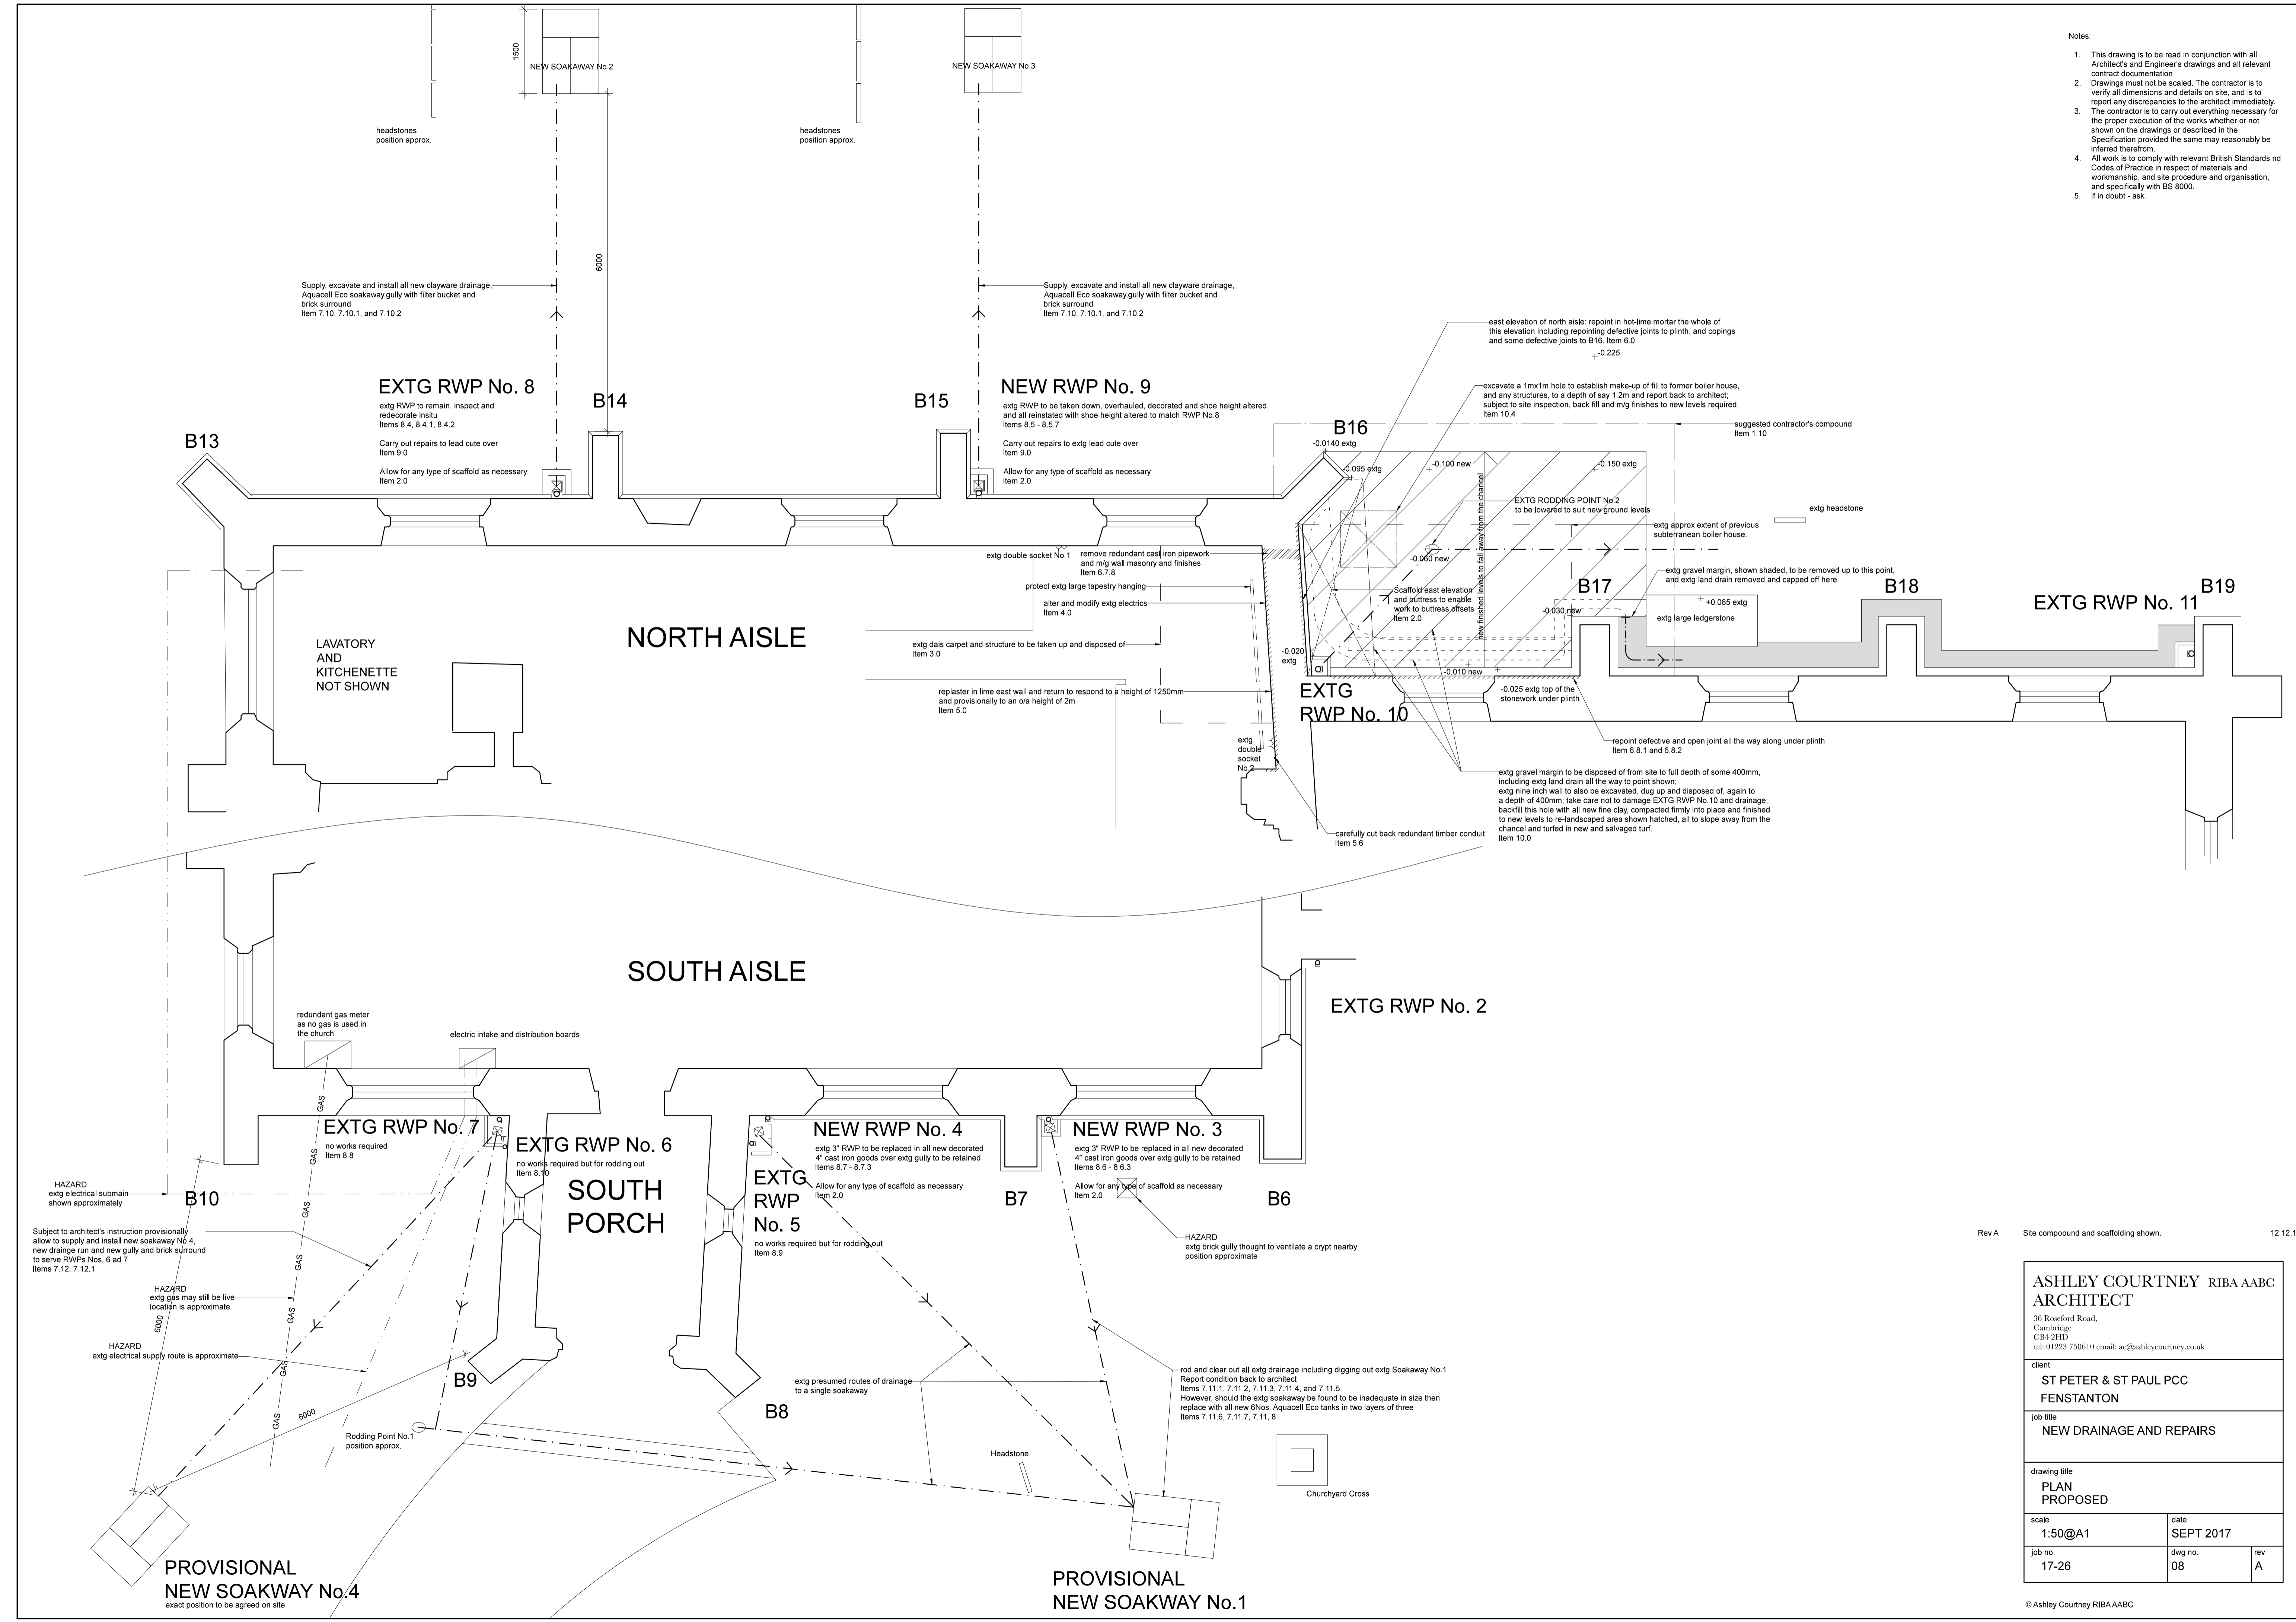 1500
NEW SOAKAWAY No.2
NEW SOAKAWAY No.3
headstones
position approx.
headstones
position approx.
6000
Notes:
1. This drawing is to be read in conjunction with all
Architect's and Engineer's drawings and all relevant
contract documentation.
2. Drawings must not be scaled. The contractor is to
verify all dimensions and details on site, and is to
report any discrepancies to the architect immediately.
3. The contractor is to carry out everything necessary for
the proper execution of the works whether or not
shown on the drawings or described in the
Specification provided the same may reasonably be
inferred therefrom.
4. All work is to comply with relevant British Standards nd
Codes of Practice in respect of materials and
workmanship, and site procedure and organisation,
and specifically with BS 8000.
5. If in doubt - ask.
Supply, excavate and install all new clayware drainage,
Aquacell Eco soakaway,gully with filter bucket and
brick surround
Item 7.10, 7.10.1, and 7.10.2
Supply, excavate and install all new clayware drainage,
Aquacell Eco soakaway,gully with filter bucket and
brick surround
Item 7.10, 7.10.1, and 7.10.2
east elevation of north aisle: repoint in hot-lime mortar the whole of
this elevation including repointing defective joints to plinth, and copings
and some defective joints to B16. Item 6.0
-0.225
EXTG RWP No. 8
extg RWP to remain, inspect and
redecorate insitu
Items 8.4, 8.4.1, 8.4.2
Carry out repairs to lead cute over
Item 9.0
Allow for any type of scaffold as necessary
Item 2.0
B13
B14
B15
NEW RWP No. 9
extg RWP to be taken down, overhauled, decorated and shoe height altered,
and all reinstated with shoe height altered to match RWP No.8
Items 8.5 - 8.5.7
Carry out repairs to extg lead cute over
Item 9.0
Allow for any type of scaffold as necessary
Item 2.0
excavate a 1mx1m hole to establish make-up of fill to former boiler house,
and any structures, to a depth of say 1.2m and report back to architect;
subject to site inspection, back fill and m/g finishes to new levels required.
Item 10.4
B16
-0.0140 extg
suggested contractor's compound
Item 1.10
-0.095 extg
-0.100 new
-0.150 extg
new finished levels to fall away from the chancel
EXTG RODDING POINT No.2
to be lowered to suit new ground levels
extg headstone
extg approx extent of previous
subterranean boiler house.
-0.060 new
extg gravel margin, shown shaded, to be removed up to this point,
and extg land drain removed and capped off here
B17
B18
B19
EXTG RWP No. 11
+0.065 extg
extg large ledgerstone
-0.030 new
Scaffold east elevation
and buttress to enable
work to buttress offsets
Item 2.0
-0.020
extg
-0.010 new
-0.025 extg top of the
stonework under plinth
EXTG
RWP No. 10
extg double socket No.1
remove redundant cast iron pipework
and m/g wall masonry and finishes
Item 6.7.8
protect extg large tapestry hanging
alter and modify extg electrics
Item 4.0
extg dais carpet and structure to be taken up and disposed of
Item 3.0
replaster in lime east wall and return to respond to a height of 1250mm
and provisionally to an o/a height of 2m
Item 5.0
extg
double
socket
No.2
LAVATORY
AND
KITCHENETTE
NOT SHOWN
NORTH AISLE
repoint defective and open joint all the way along under plinth
Item 6.8.1 and 6.8.2
extg gravel margin to be disposed of from site to full depth of some 400mm,
including extg land drain all the way to point shown;
extg nine inch wall to also be excavated, dug up and disposed of, again to
a depth of 400mm; take care not to damage EXTG RWP No.10 and drainage;
backfill this hole with all new fine clay, compacted firmly into place and finished
to new levels to re-landscaped area shown hatched, all to slope away from the
chancel and turfed in new and salvaged turf.
Item 10.0
carefully cut back redundant timber conduit
Item 5.6
SOUTH AISLE
EXTG RWP No. 2
redundant gas meter
as no gas is used in
the church
electric intake and distribution boards
EXTG RWP No. 7
no works required
Item 8.8
EXTG RWP No. 6
no works required but for rodding out
Item 8.10
SOUTH
PORCH
NEW RWP No. 4
extg 3" RWP to be replaced in all new decorated
4" cast iron goods over extg gully to be retained
Items 8.7 - 8.7.3
Allow for any type of scaffold as necessary
Item 2.0
NEW RWP No. 3
extg 3" RWP to be replaced in all new decorated
4" cast iron goods over extg gully to be retained
Items 8.6 - 8.6.3
Allow for any type of scaffold as necessary
Item 2.0
EXTG
RWP
No. 5
no works required but for rodding out
Item 8.9
B10
B7
B6
GAS
GAS
GAS
GAS
GAS
GAS
GAS
HAZARD
extg electrical submain
shown approximately
Subject to architect's instruction provisionally
allow to supply and install new soakaway No.4,
new drainge run and new gully and brick surround
to serve RWPs Nos. 6 ad 7
Items 7.12, 7.12.1
HAZARD
extg gas may still be live
location is approximate
6000
HAZARD
extg electrical supply route is approximate
HAZARD
extg brick gully thought to ventilate a crypt nearby
position approximate
B9
B8
6000
Rodding Point No.1
position approx.
extg presumed routes of drainage
to a single soakaway
rod and clear out all extg drainage including digging out extg Soakaway No.1
Report condition back to architect
Items 7.11.1, 7.11.2, 7.11.3, 7.11.4, and 7.11.5
However, should the extg soakaway be found to be inadequate in size then
replace with all new 6Nos. Aquacell Eco tanks in two layers of three
Items 7.11.6, 7.11.7, 7.11, 8
Headstone
Churchyard Cross
PROVISIONAL
NEW SOAKWAY No.4
exact position to be agreed on site
PROVISIONAL
NEW SOAKWAY No.1
Rev A Site compoound and scaffolding shown. 12.12.1
ASHLEY COURTNEY RIBA AABC
ARCHITECT
36 Roseford Road,
Cambridge
CB4 2HD
tel: 01223 750610 email: ac@ashleycourtney.co.uk
client
ST PETER & ST PAUL PCC
FENSTANTON
job title
NEW DRAINAGE AND REPAIRS
drawing title
PLAN
PROPOSED
scale
1:50@A1
date
SEPT 2017
job no.
17-26
dwg no.
08
rev
A
© Ashley Courtney RIBA AABC